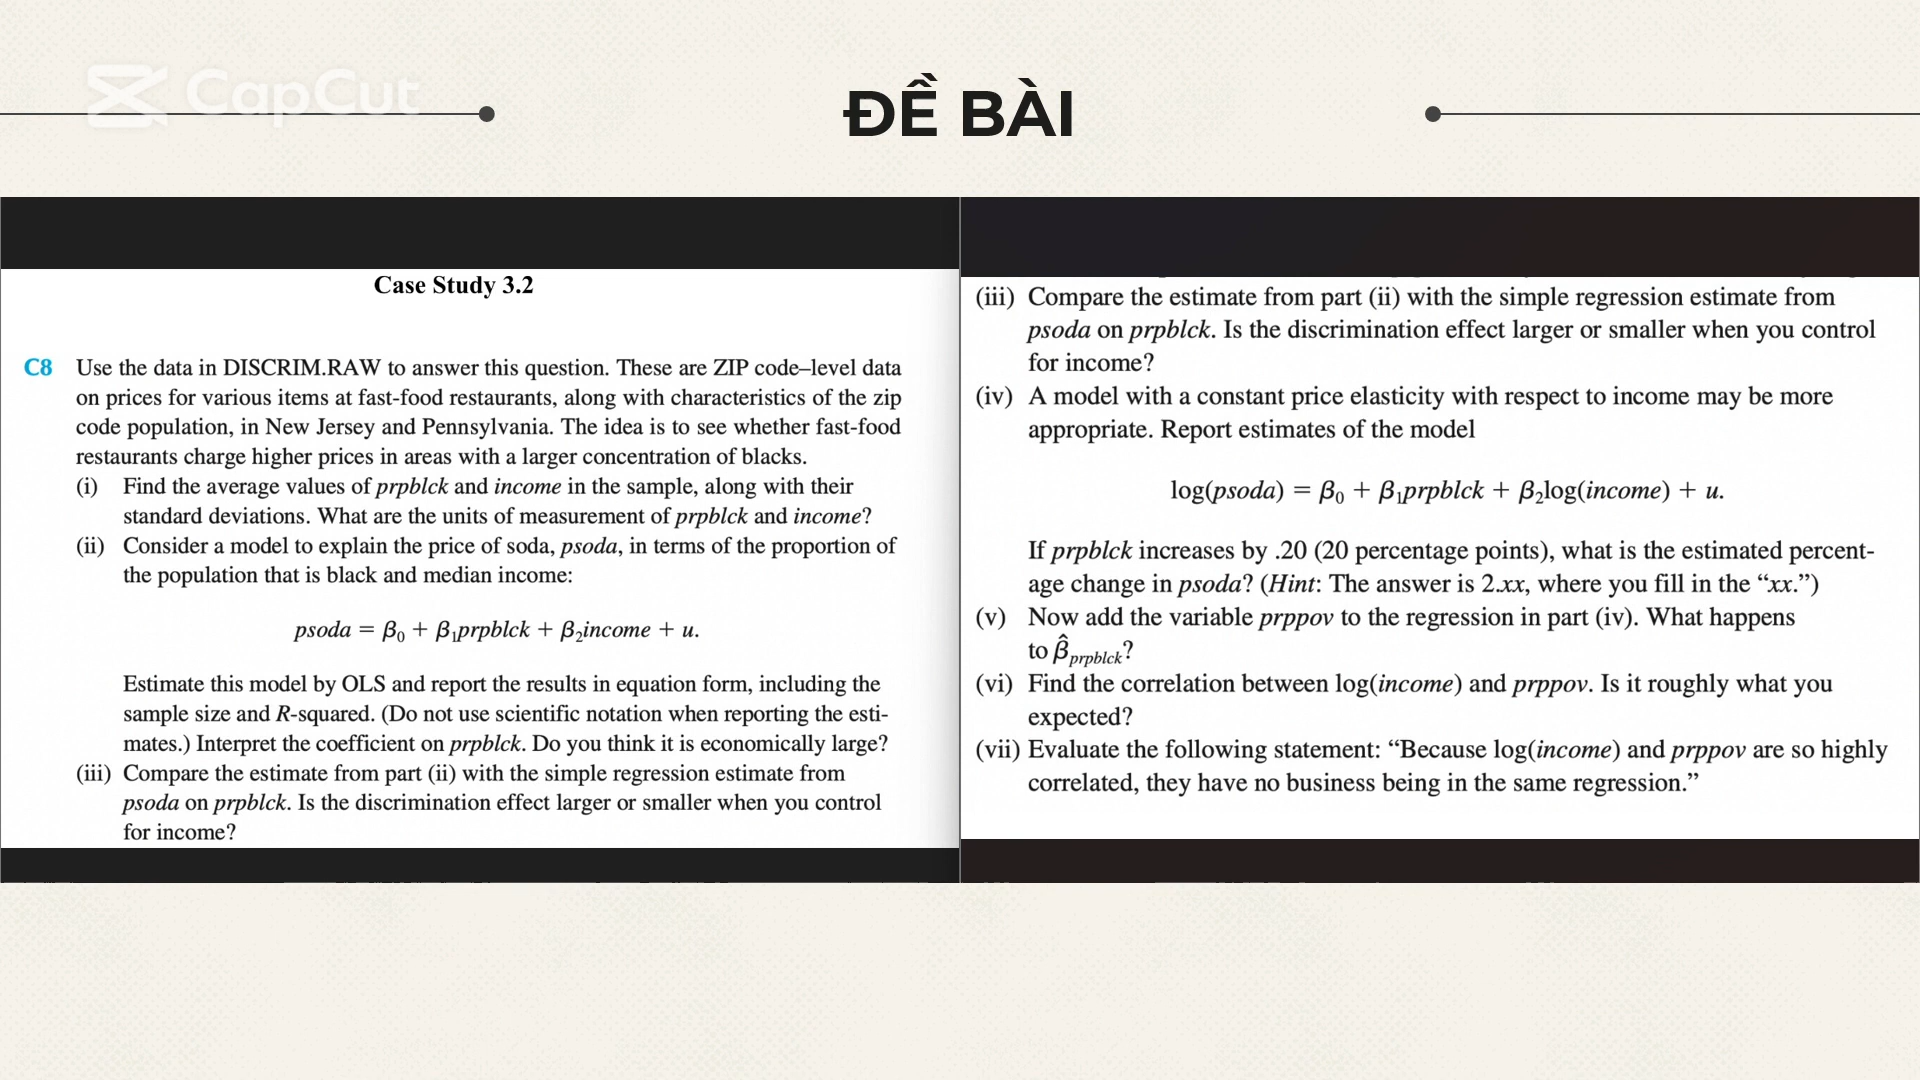 CapCut
ĐỀ BÀI
Case Study 3.2
C8 Use the data in DISCRIM.RAW to answer this question. These are ZIP code–level data
on prices for various items at fast-food restaurants, along with characteristics of the zip
code population, in New Jersey and Pennsylvania. The idea is to see whether fast-food
restaurants charge higher prices in areas with a larger concentration of blacks.
(i) Find the average values of prpblck and income in the sample, along with their
standard deviations. What are the units of measurement of prpblck and income?
(ii) Consider a model to explain the price of soda, psoda, in terms of the proportion of
the population that is black and median income:
psoda = β₀ + β₁prpblck + β₂income + u.
Estimate this model by OLS and report the results in equation form, including the
sample size and R-squared. (Do not use scientific notation when reporting the esti-
mates.) Interpret the coefficient on prpblck. Do you think it is economically large?
(iii) Compare the estimate from part (ii) with the simple regression estimate from
psoda on prpblck. Is the discrimination effect larger or smaller when you control
for income?
(iii) Compare the estimate from part (ii) with the simple regression estimate from
psoda on prpblck. Is the discrimination effect larger or smaller when you control
for income?
(iv) A model with a constant price elasticity with respect to income may be more
appropriate. Report estimates of the model
log(psoda) = β₀ + β₁prpblck + β₂log(income) + u.
If prpblck increases by .20 (20 percentage points), what is the estimated percent-
age change in psoda? (Hint: The answer is 2.xx, where you fill in the “xx.”)
(v) Now add the variable prppov to the regression in part (iv). What happens
to β̂prpblck?
(vi) Find the correlation between log(income) and prppov. Is it roughly what you
expected?
(vii) Evaluate the following statement: “Because log(income) and prppov are so highly
correlated, they have no business being in the same regression.”